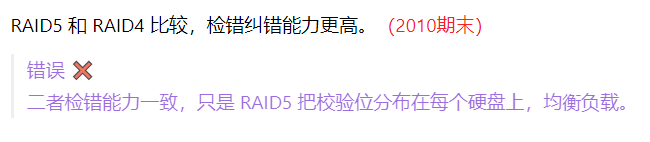 RAID5 和 RAID4 比较，检错纠错能力更高。（2010期末）
错误 ❌
二者检错能力一致，只是 RAID5 把校验位分布在每个硬盘上，均衡负载。